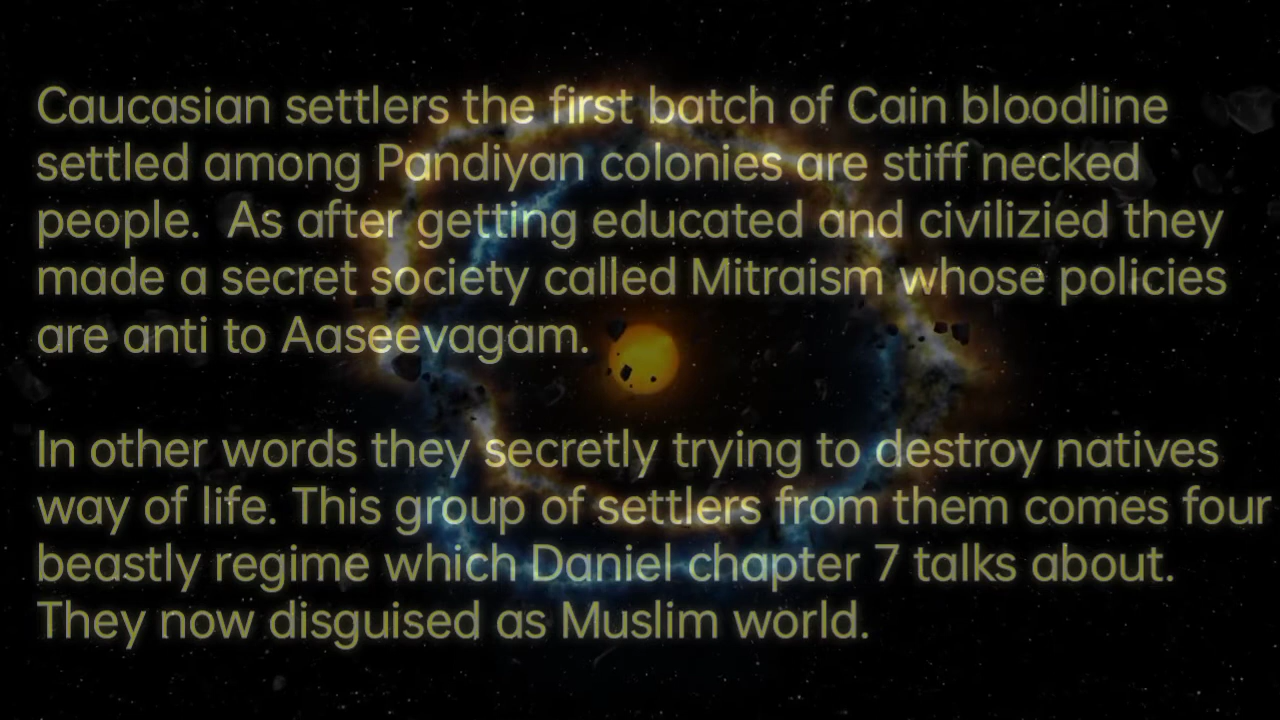 Caucasian settlers the first batch of Cain bloodline
settled among Pandiyan colonies are stiff necked
people.  As after getting educated and civilizied they
made a secret society called Mitraism whose policies
are anti to Aaseevagam.
In other words they secretly trying to destroy natives
way of life. This group of settlers from them comes four
beastly regime which Daniel chapter 7 talks about.
They now disguised as Muslim world.